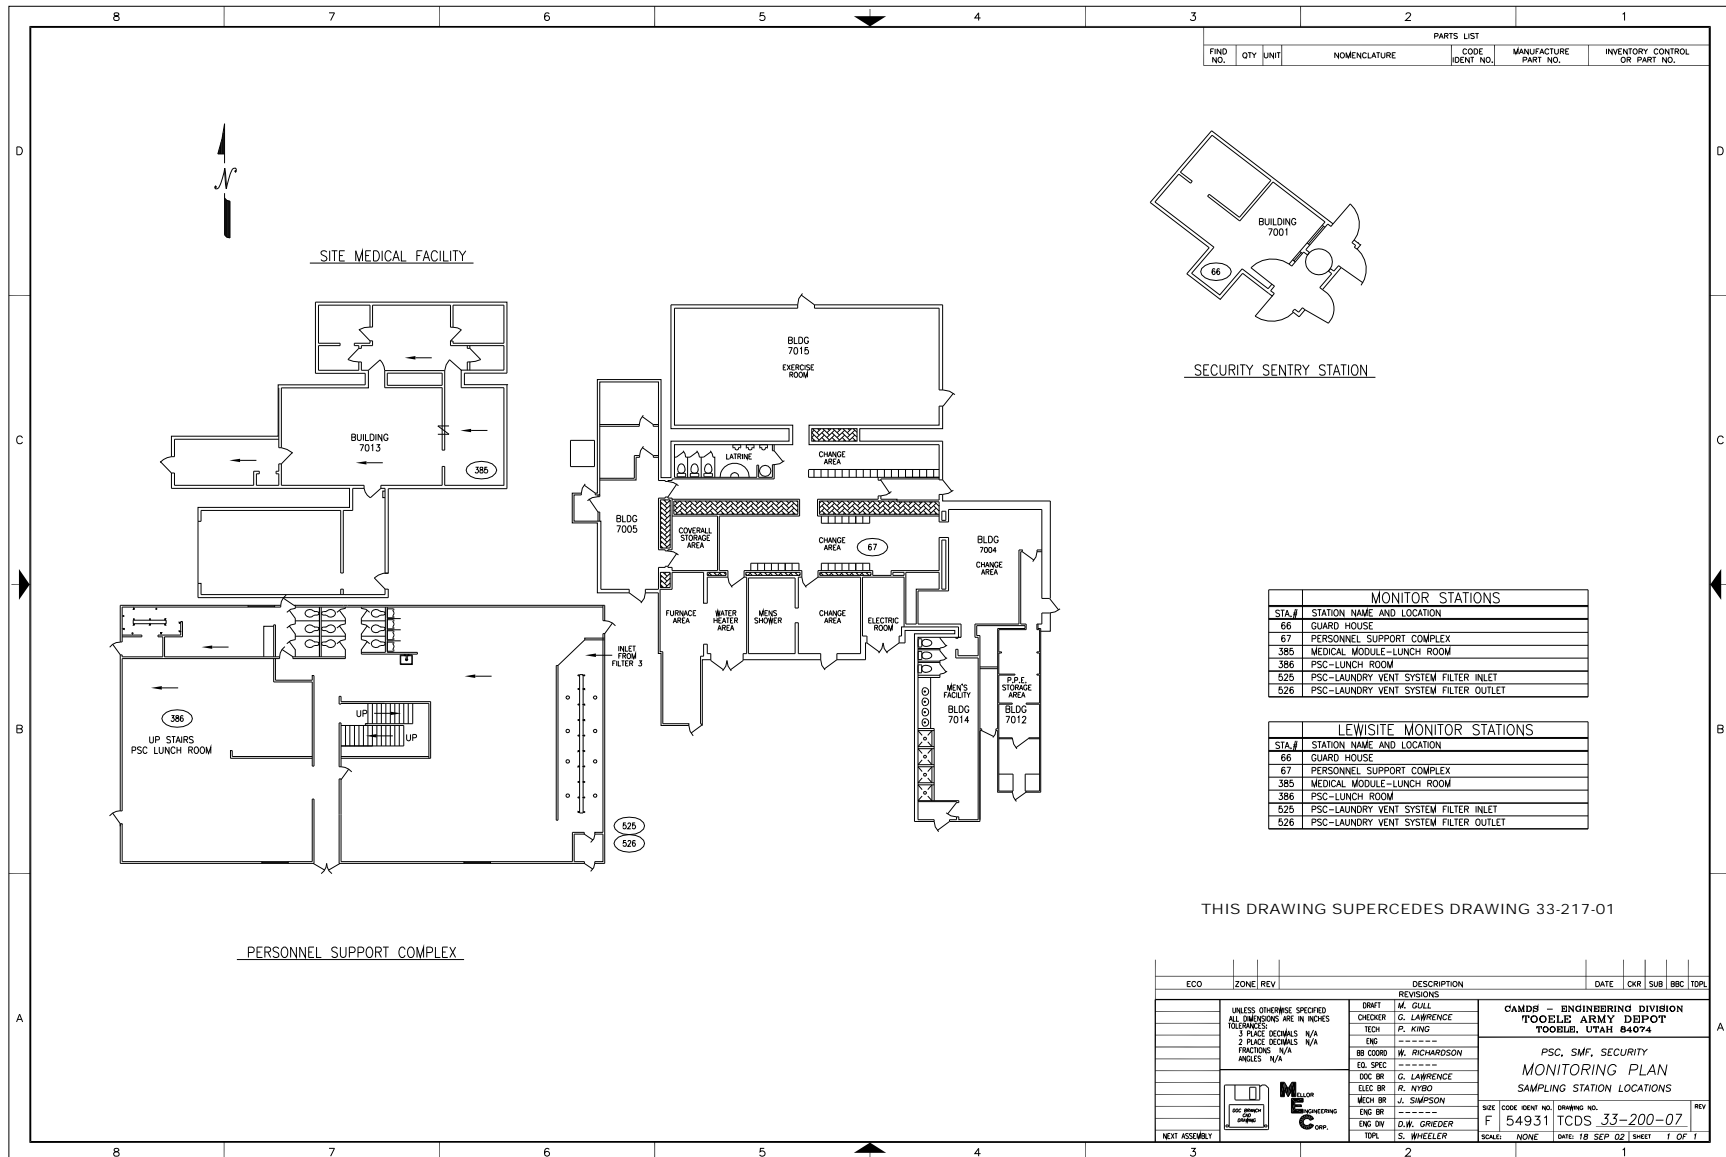 8 7 6 5 4 3 2 1
PARTS LIST
FIND NO. QTY UNIT NOMENCLATURE CODE IDENT NO. MANUFACTURE PART NO. INVENTORY CONTROL OR PART NO.
D D
N
SITE MEDICAL FACILITY
BUILDING
7001
66
SECURITY SENTRY STATION
BLDG
7015
EXERCISE
ROOM
C C
BUILDING
7013
385
LATRINE
CHANGE
AREA
BLDG
7005
COVERALL
STORAGE
AREA
CHANGE
AREA
67
BLDG
7004
CHANGE
AREA
FURNACE
AREA
WATER
HEATER
AREA
MENS
SHOWER
CHANGE
AREA
ELECTRIC
ROOM
INLET
FROM
FILTER 3
MEN'S
FACILITY
BLDG
7014
P.P.E.
STORAGE
AREA
BLDG
7012
386
UP STAIRS
PSC LUNCH ROOM
UP
UP
525
526
B B
PERSONNEL SUPPORT COMPLEX
MONITOR STATIONS
STA.# STATION NAME AND LOCATION
66 GUARD HOUSE
67 PERSONNEL SUPPORT COMPLEX
385 MEDICAL MODULE-LUNCH ROOM
386 PSC-LUNCH ROOM
525 PSC-LAUNDRY VENT SYSTEM FILTER INLET
526 PSC-LAUNDRY VENT SYSTEM FILTER OUTLET
LEWISITE MONITOR STATIONS
STA.# STATION NAME AND LOCATION
66 GUARD HOUSE
67 PERSONNEL SUPPORT COMPLEX
385 MEDICAL MODULE-LUNCH ROOM
386 PSC-LUNCH ROOM
525 PSC-LAUNDRY VENT SYSTEM FILTER INLET
526 PSC-LAUNDRY VENT SYSTEM FILTER OUTLET
THIS DRAWING SUPERCEDES DRAWING 33-217-01
A A
ECO ZONE REV DESCRIPTION DATE CKR SUB BBC TDPL
REVISIONS
UNLESS OTHERWISE SPECIFIED
ALL DIMENSIONS ARE IN INCHES
TOLERANCES:
3 PLACE DECIMALS N/A
2 PLACE DECIMALS N/A
FRACTIONS N/A
ANGLES N/A
DOC BRANCH
CAD
DRAWING
MELLOR
ENGINEERING
CORP.
NEXT ASSEMBLY
DRAFT M. GULL
CHECKER G. LAWRENCE
TECH P. KING
ENG ------
BB COORD W. RICHARDSON
EQ. SPEC ------
DOC BR G. LAWRENCE
ELEC BR R. NYBO
MECH BR J. SIMPSON
ENG BR ------
ENG DIV D.W. GRIEDER
TDPL S. WHEELER
CAMDS - ENGINEERING DIVISION
TOOELE ARMY DEPOT
TOOELE, UTAH 84074
PSC, SMF, SECURITY
MONITORING PLAN
SAMPLING STATION LOCATIONS
SIZE F CODE IDENT NO. 54931 DRAWING NO. TCDS 33-200-07 REV
SCALE: NONE DATE: 18 SEP 02 SHEET 1 OF 1
8 7 6 5 4 3 2 1